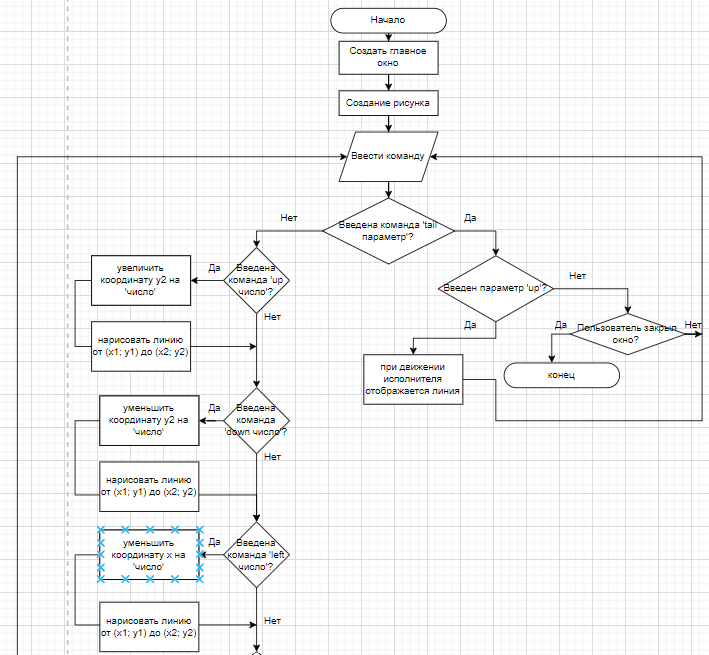 Начало
Создать главное
окно
Создание рисунка
Ввести команду
Нет
Введена команда 'tail
параметр'?
Да
увеличить
координату y2 на
'число'
Да
Введена
команда 'up
число'?
Введен параметр 'up'?
Нет
Нет
Да
Да
Пользователь закрыл
окно?
Нет
нарисовать линию
от (x1; y1) до (x2; y2)
при движении
исполнителя
отображается линия
конец
уменьшить
координату y2 на
'число'
Да
Введена
команда
'down число'?
Нет
нарисовать линию
от (x1; y1) до (x2; y2)
уменьшить
координату x на
'число'
Да
Введена
команда 'left
число'?
нарисовать линию
от (x1; y1) до (x2; y2)
Нет